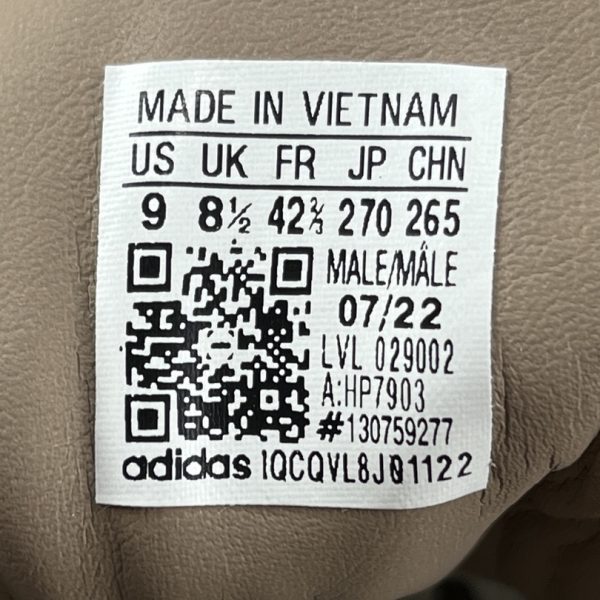 MADE IN VIETNAM
US UK FR JP CHN
9 8½ 42⅔ 270 265
MALE/MÂLE
07/22
LVL 029002
A:HP7903
#130759277
adidas 1QCQVL8J01122